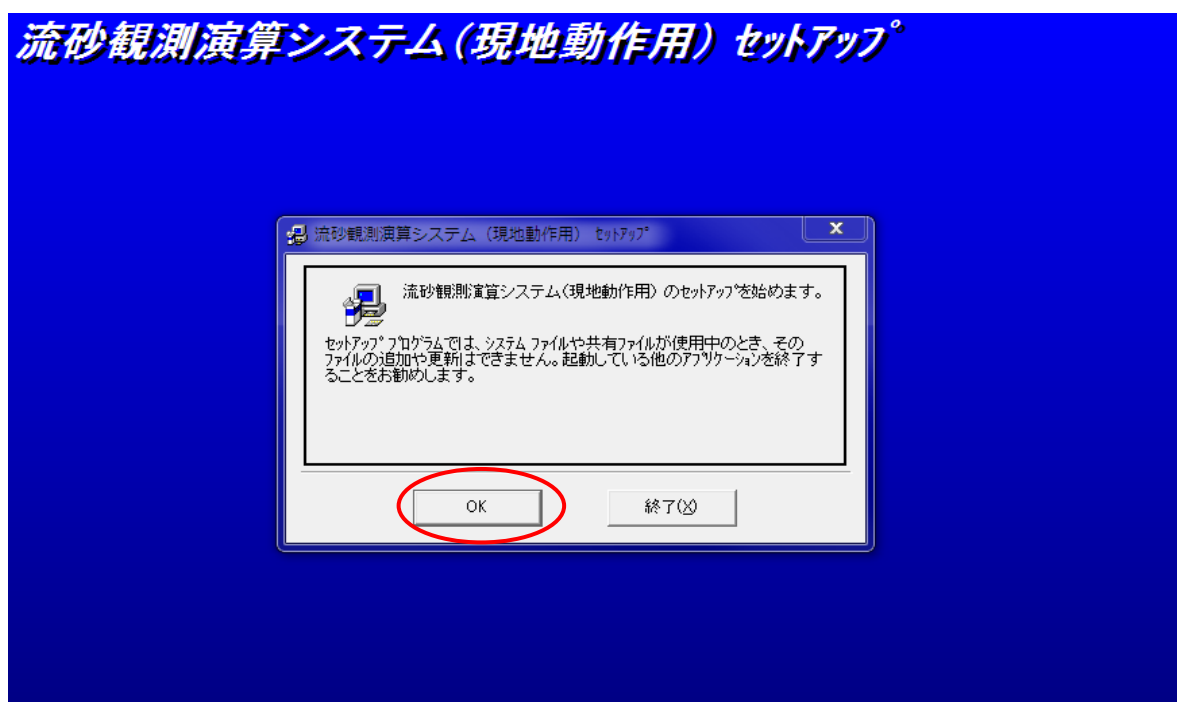 流砂観測演算システム(現地動作用) ｾｯﾄｱｯﾌﾟ
流砂観測演算システム（現地動作用） ｾｯﾄｱｯﾌﾟ
x
流砂観測演算システム(現地動作用) のｾｯﾄｱｯﾌﾟを始めます。
ｾｯﾄｱｯﾌﾟ ﾌﾟﾛｸﾞﾗﾑでは、ｼｽﾃﾑ ﾌｧｲﾙや共有ﾌｧｲﾙが使用中のとき、その
ﾌｧｲﾙの追加や更新はできません。起動している他のｱﾌﾟﾘｹｰｼｮﾝを終了す
ることをお勧めします。
OK
終了(X)